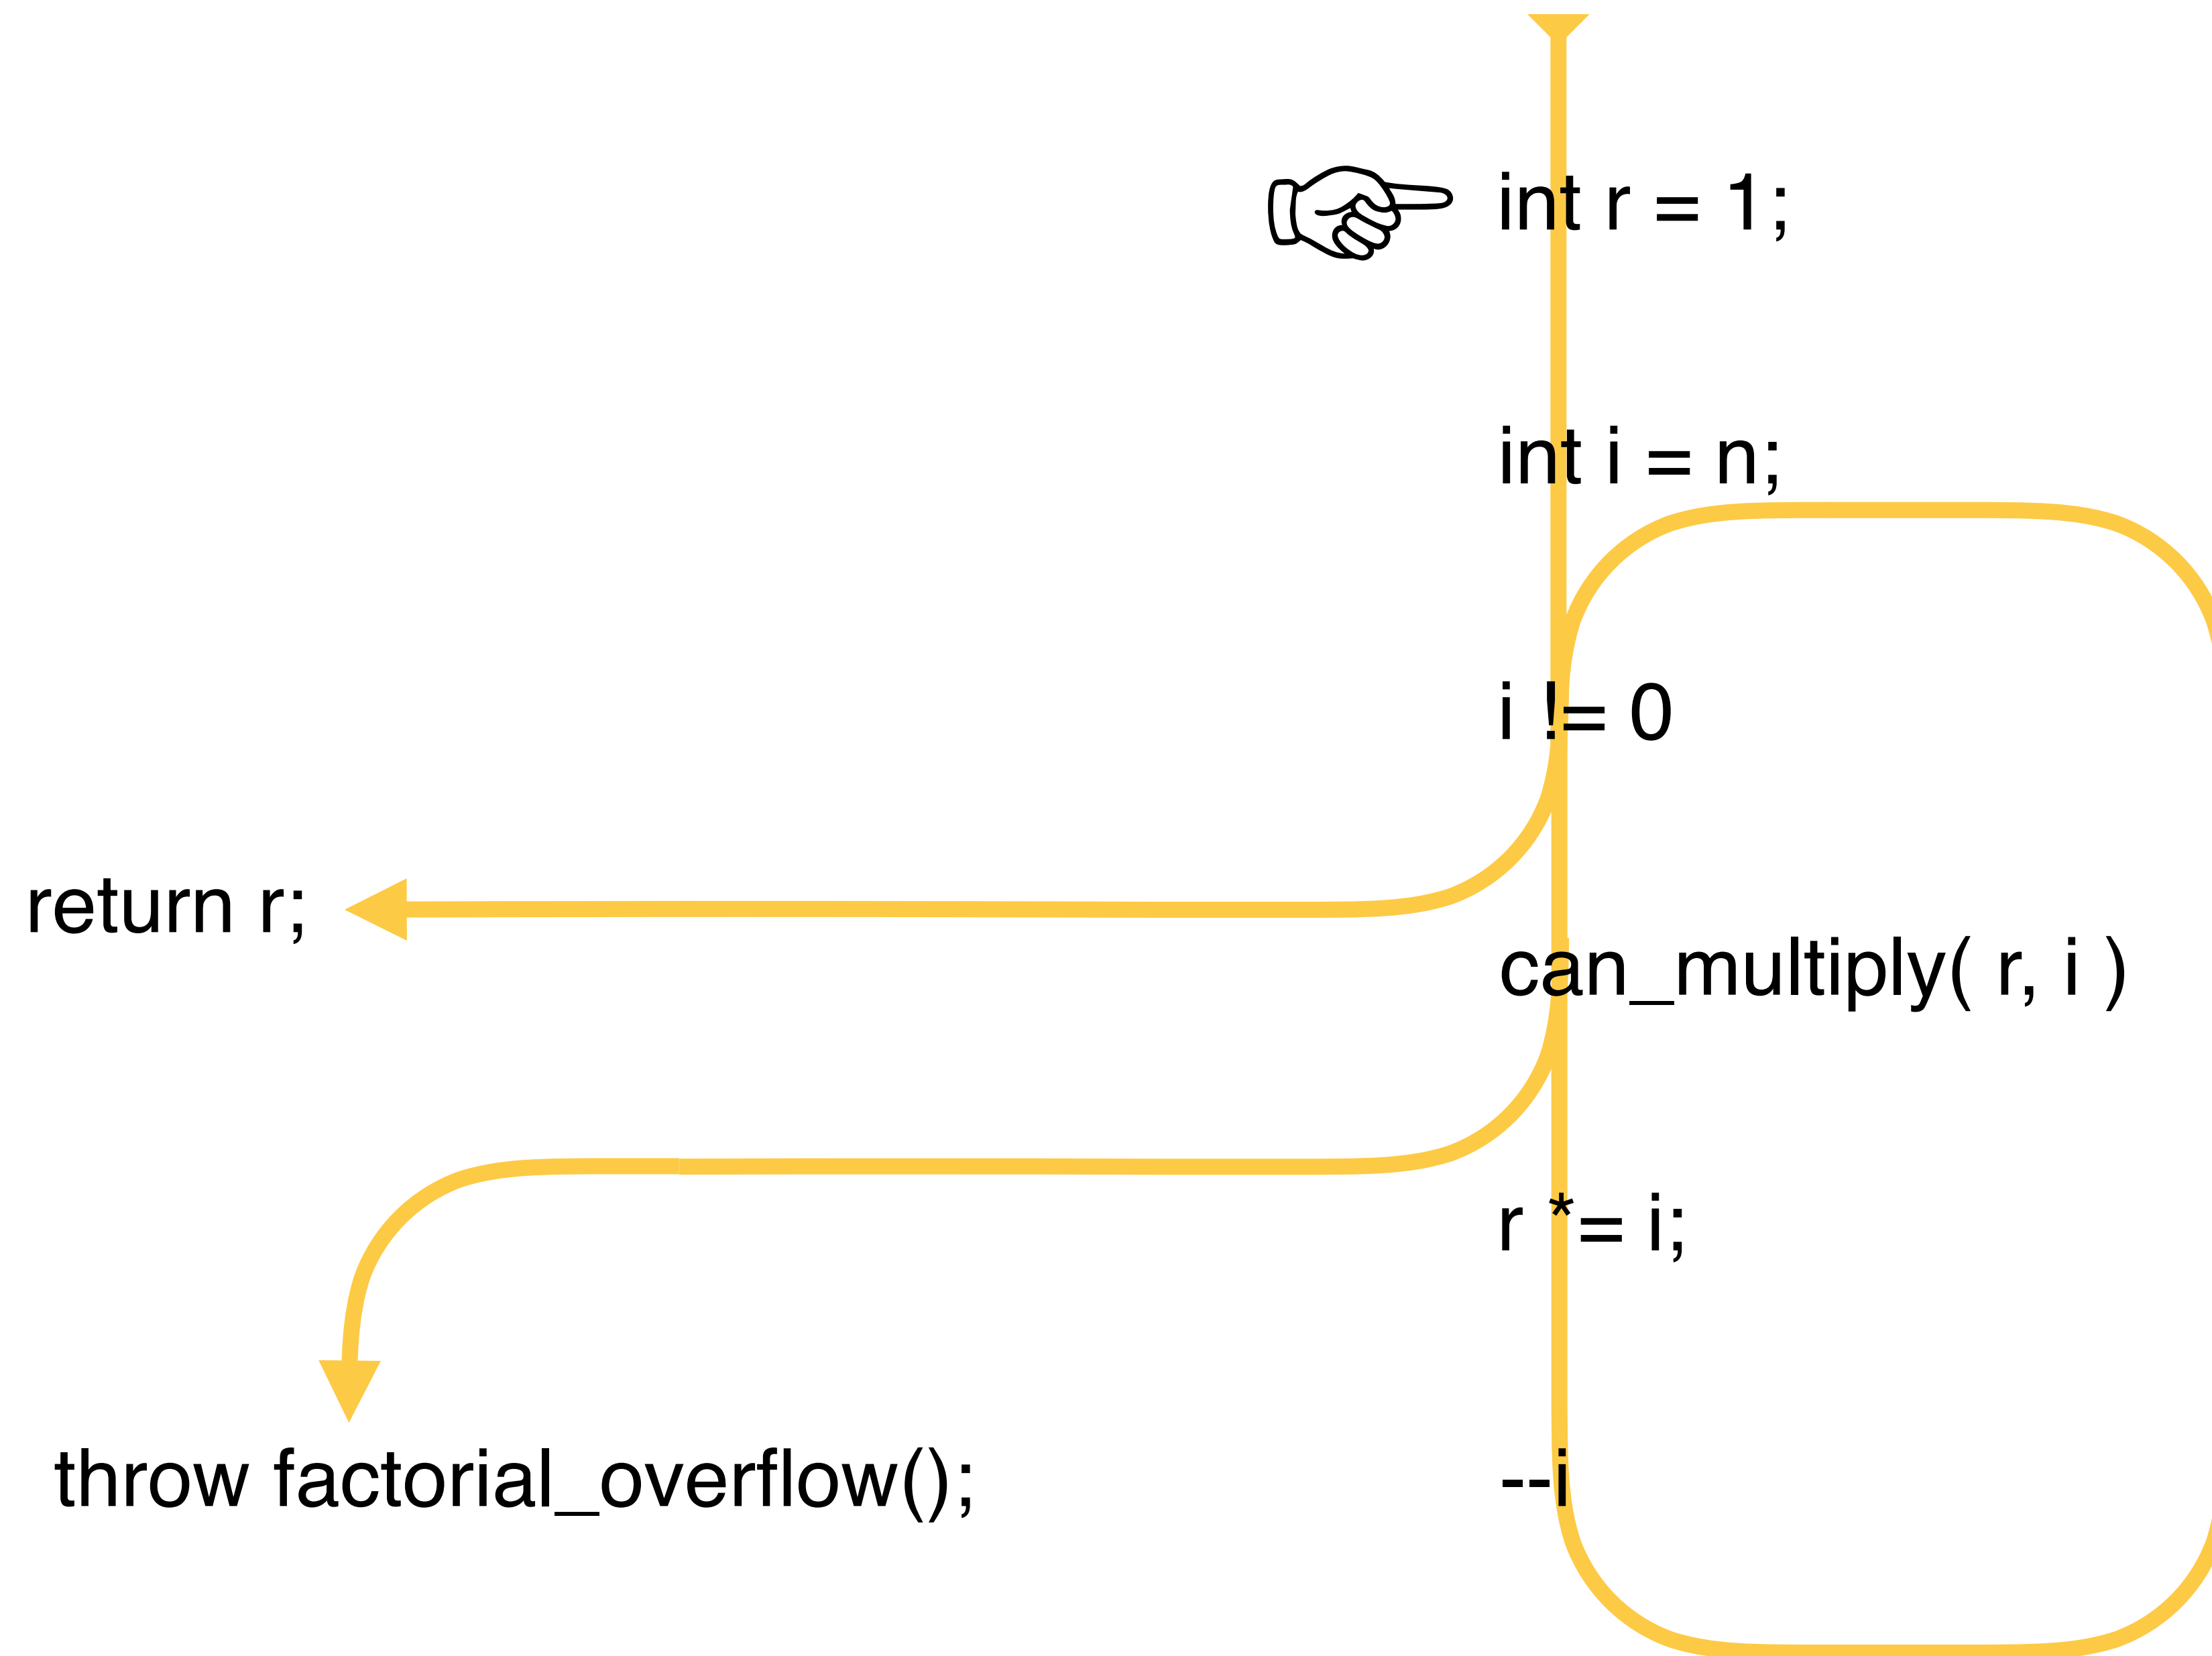 int r = 1;
int i = n;
i != 0
return r;
can_multiply( r, i )
r *= i;
throw factorial_overflow();
--i